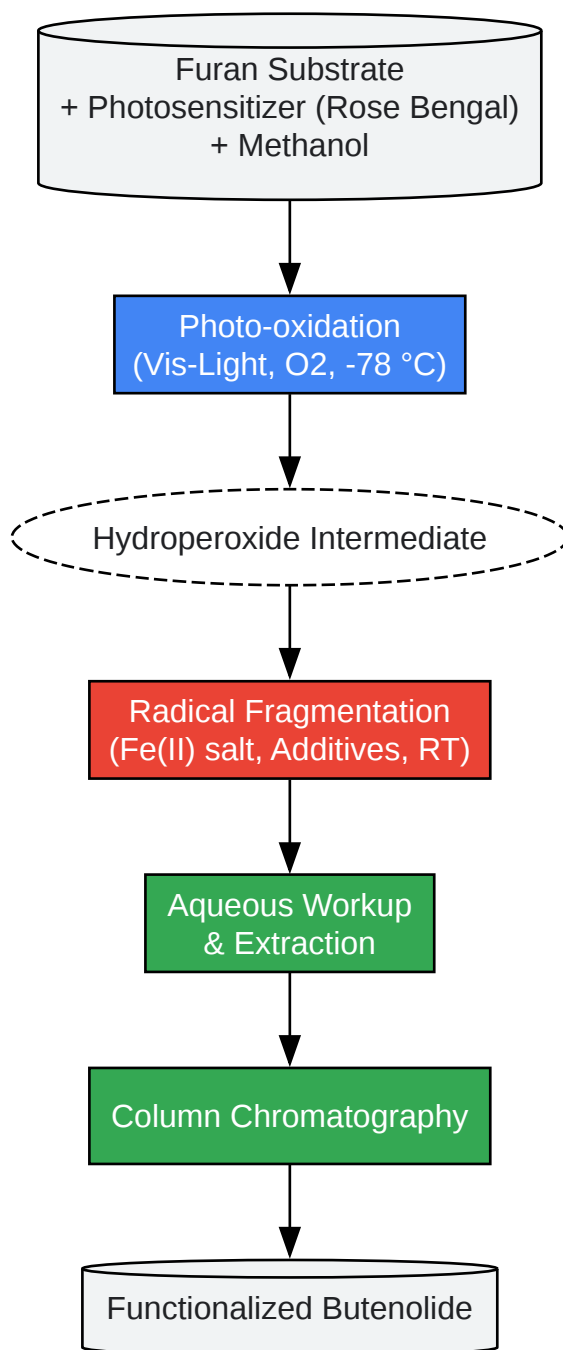 Furan Substrate
+ Photosensitizer (Rose Bengal)
+ Methanol
Photo-oxidation
(Vis-Light, O2, -78 °C)
Hydroperoxide Intermediate
Radical Fragmentation
(Fe(II) salt, Additives, RT)
Aqueous Workup
& Extraction
Column Chromatography
Functionalized Butenolide